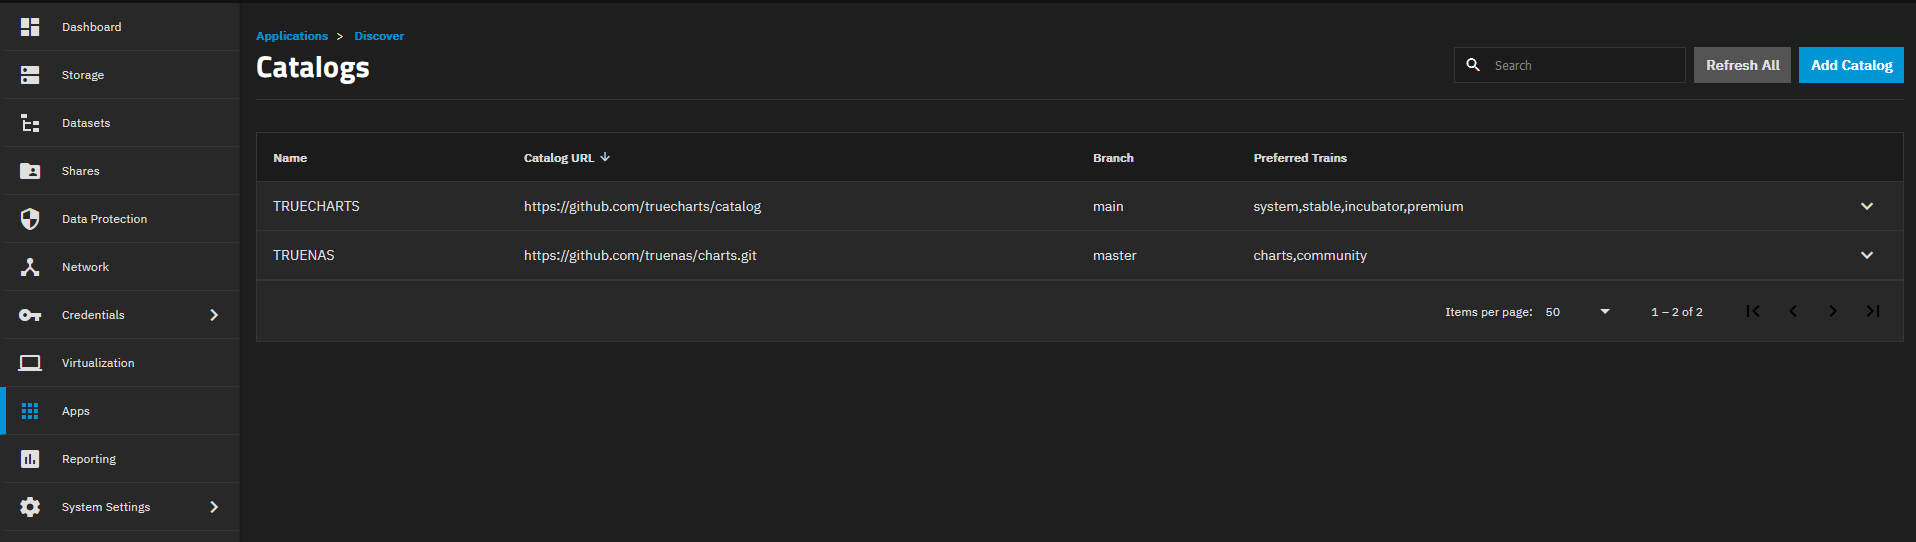 Dashboard
Storage
Datasets
Shares
Data Protection
Network
Credentials
Virtualization
Apps
Reporting
System Settings
Applications > Discover
Catalogs
Search
Refresh All
Add Catalog
Name Catalog URL Branch Preferred Trains
TRUECHARTS https://github.com/truecharts/catalog main system,stable,incubator,premium
TRUENAS https://github.com/truenas/charts.git master charts,community
Items per page: 50 1 – 2 of 2